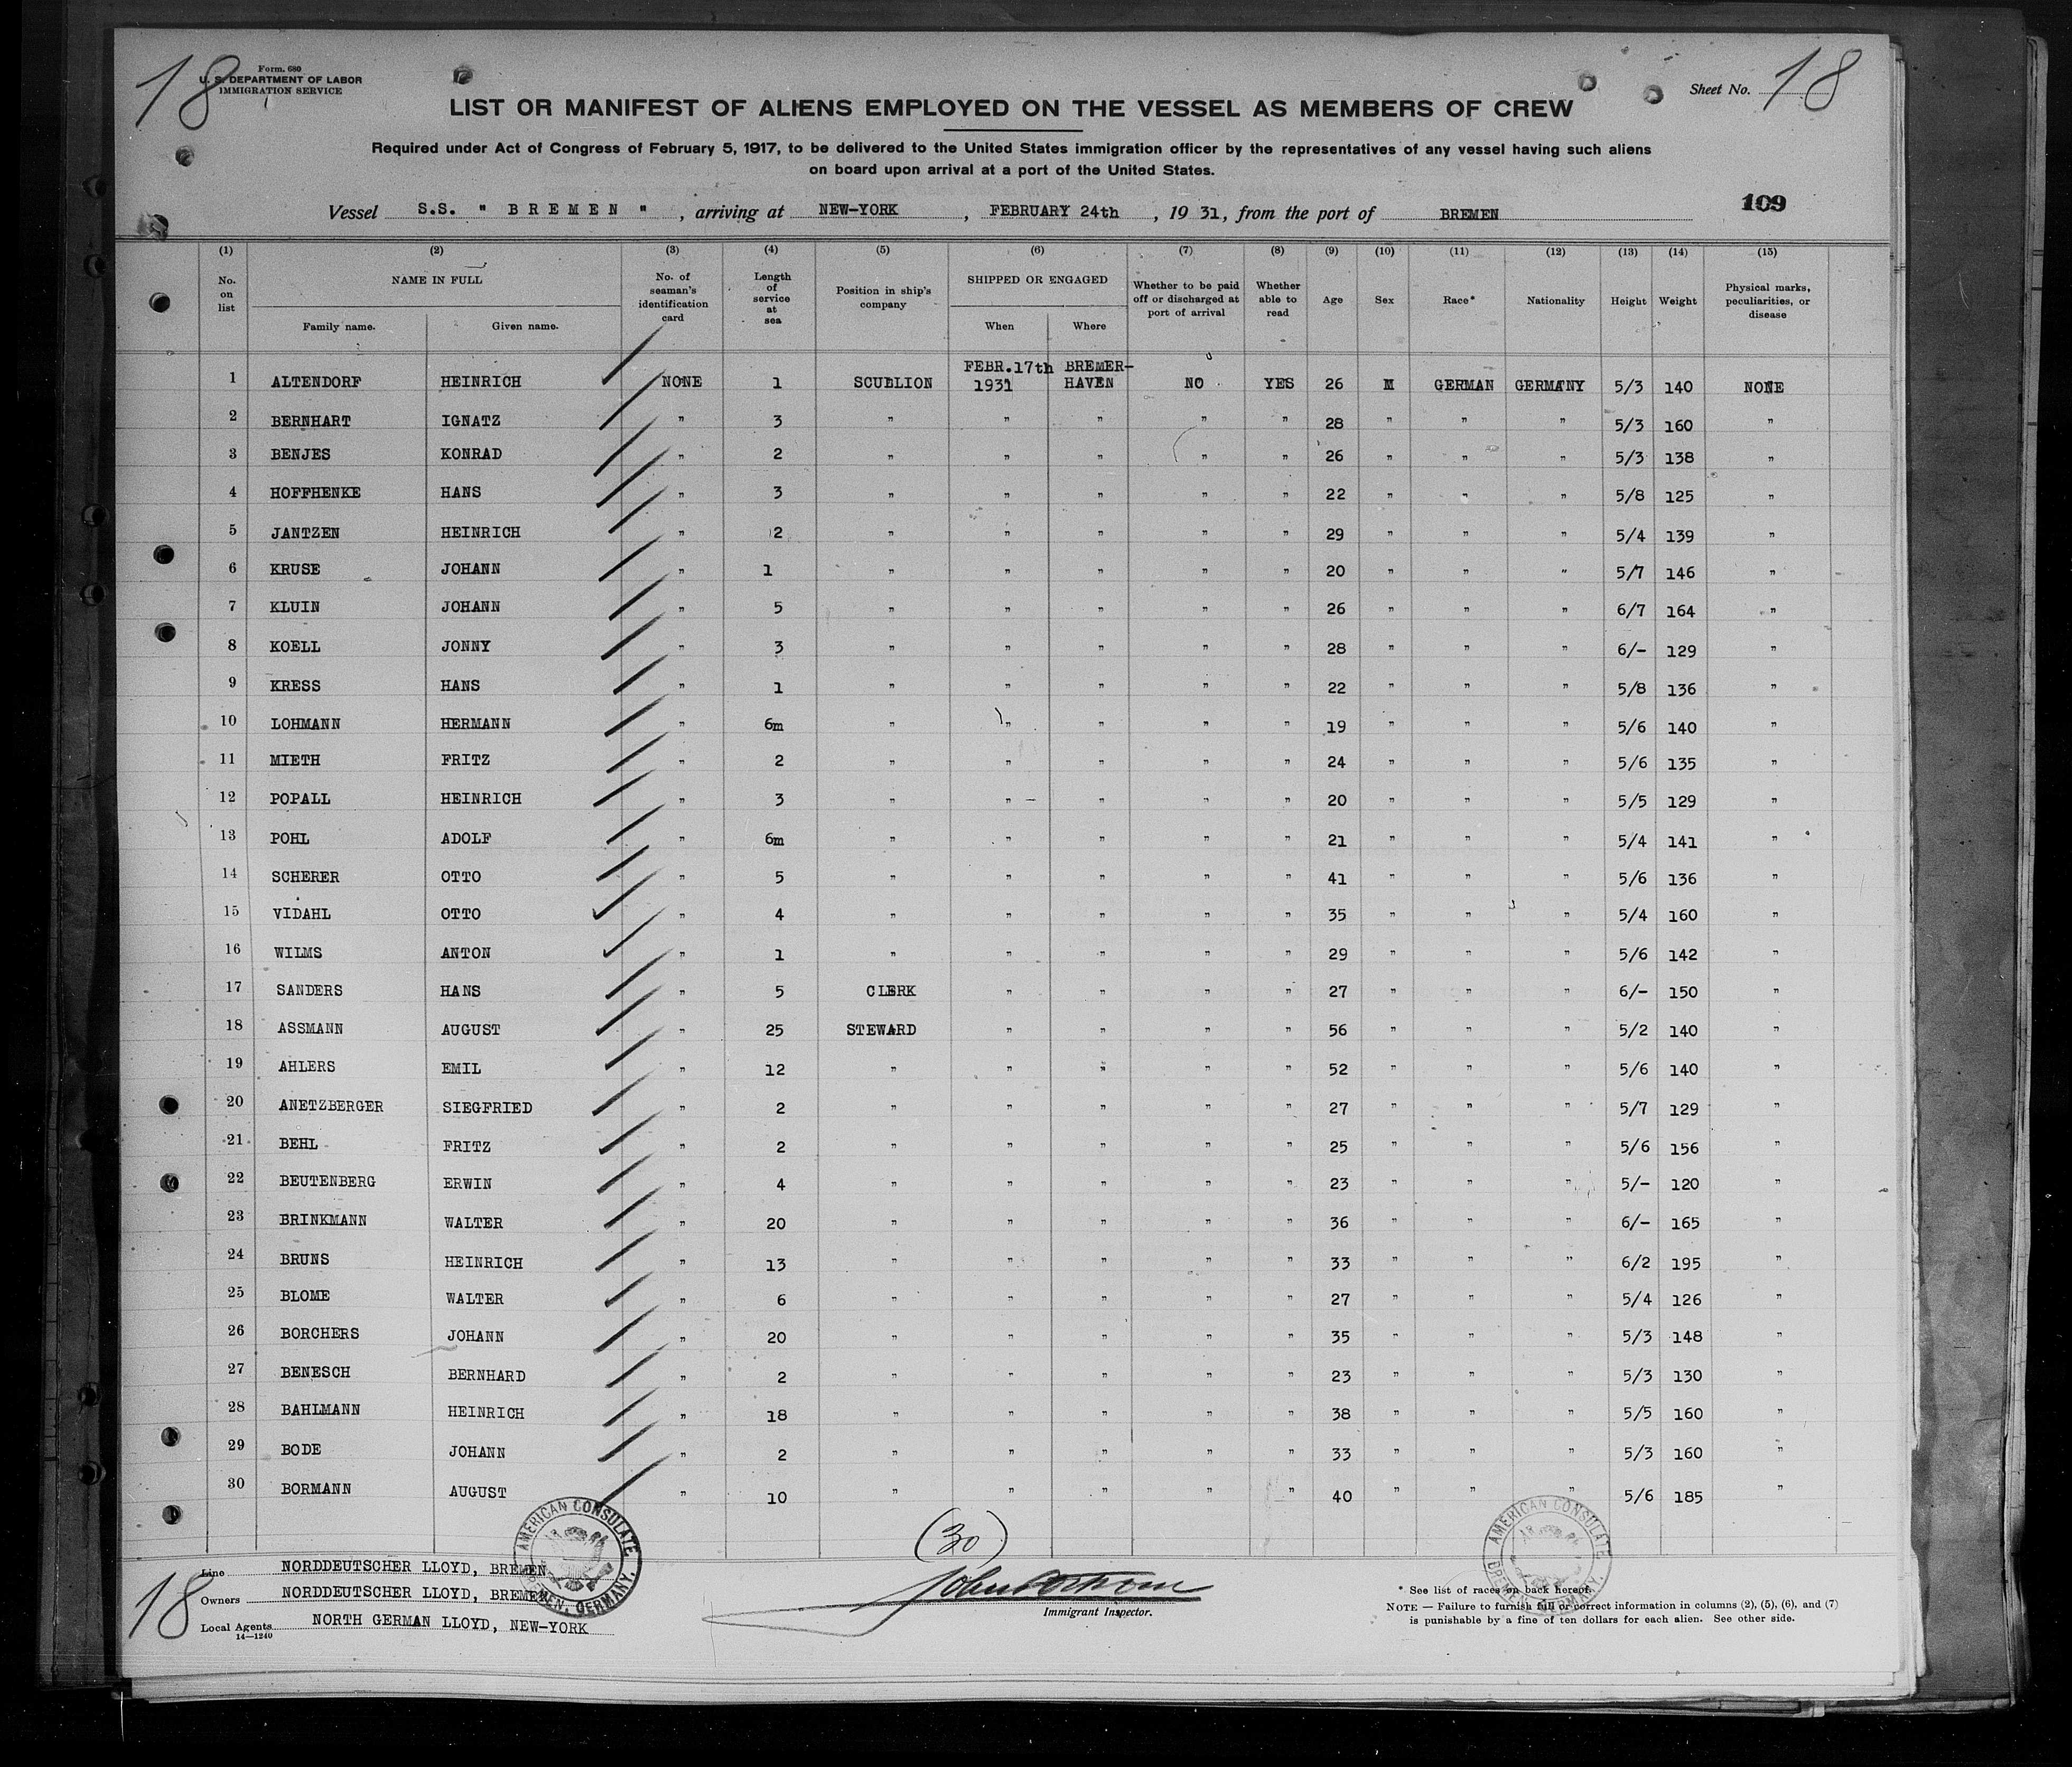 18
Form. 680
U. S. DEPARTMENT OF LABOR
IMMIGRATION SERVICE
Sheet No. 18
LIST OR MANIFEST OF ALIENS EMPLOYED ON THE VESSEL AS MEMBERS OF CREW
Required under Act of Congress of February 5, 1917, to be delivered to the United States immigration officer by the representatives of any vessel having such aliens
on board upon arrival at a port of the United States.
109
Vessel S.S. " BREMEN " , arriving at NEW-YORK , FEBRUARY 24th , 19 31, from the port of BREMEN
(1) (2) (3) (4) (5) (6) (7) (8) (9) (10) (11) (12) (13) (14) (15)
No. on list NAME IN FULL Family name. Given name. No. of seaman's identification card Length of service at sea Position in ship's company SHIPPED OR ENGAGED When Where Whether to be paid off or discharged at port of arrival Whether able to read Age Sex Race* Nationality Height Weight Physical marks, peculiarities, or disease
1 ALTENDORF HEINRICH NONE 1 SCULLION FEBR.17th 1931 BREMER-HAVEN NO YES 26 M GERMAN GERMANY 5/3 140 NONE
2 BERNHART IGNATZ " 3 " " " " " 28 " " " 5/3 160 "
3 BENJES KONRAD " 2 " " " " " 26 " " " 5/3 138 "
4 HOFFHENKE HANS " 3 " " " " " 22 " " " 5/8 125 "
5 JANTZEN HEINRICH " 2 " " " " " 29 " " " 5/4 139 "
6 KRUSE JOHANN " 1 " " " " " 20 " " " 5/7 146 "
7 KLUIN JOHANN " 5 " " " " " 26 " " " 6/7 164 "
8 KOELL JONNY " 3 " " " " " 28 " " " 6/- 129 "
9 KRESS HANS " 1 " " " " " 22 " " " 5/8 136 "
10 LOHMANN HERMANN " 6m " " " " " 19 " " " 5/6 140 "
11 MIETH FRITZ " 2 " " " " " 24 " " " 5/6 135 "
12 POPALL HEINRICH " 3 " " " " " 20 " " " 5/5 129 "
13 POHL ADOLF " 6m " " " " " 21 " " " 5/4 141 "
14 SCHERER OTTO " 5 " " " " " 41 " " " 5/6 136 "
15 VIDAHL OTTO " 4 " " " " " 35 " " " 5/4 160 "
16 WILMS ANTON " 1 " " " " " 29 " " " 5/6 142 "
17 SANDERS HANS " 5 CLERK " " " " 27 " " " 6/- 150 "
18 ASSMANN AUGUST " 25 STEWARD " " " " 56 " " " 5/2 140 "
19 AHLERS EMIL " 12 " " " " " 52 " " " 5/6 140 "
20 ANETZBERGER SIEGFRIED " 2 " " " " " 27 " " " 5/7 129 "
21 BEHL FRITZ " 2 " " " " " 25 " " " 5/6 156 "
22 BEUTENBERG ERWIN " 4 " " " " " 23 " " " 5/- 120 "
23 BRINKMANN WALTER " 20 " " " " " 36 " " " 6/- 165 "
24 BRUNS HEINRICH " 13 " " " " " 33 " " " 6/2 195 "
25 BLOME WALTER " 6 " " " " " 27 " " " 5/4 126 "
26 BORCHERS JOHANN " 20 " " " " " 35 " " " 5/3 148 "
27 BENESCH BERNHARD " 2 " " " " " 23 " " " 5/3 130 "
28 BAHLMANN HEINRICH " 18 " " " " " 38 " " " 5/5 160 "
29 BODE JOHANN " 2 " " " " " 33 " " " 5/3 160 "
30 BORMANN AUGUST " 10 " " " " " 40 " " " 5/6 185 "
(30)
AMERICAN CONSULATE BREMEN, GERMANY.
AMERICAN CONSULATE BREMEN, GERMANY
18
Line NORDDEUTSCHER LLOYD, BREMEN
Owners NORDDEUTSCHER LLOYD, BREMEN
Local Agents NORTH GERMAN LLOYD, NEW-YORK
14—1240
Immigrant Inspector.
* See list of races on back hereof.
NOTE — Failure to furnish full or correct information in columns (2), (5), (6), and (7)
is punishable by a fine of ten dollars for each alien. See other side.